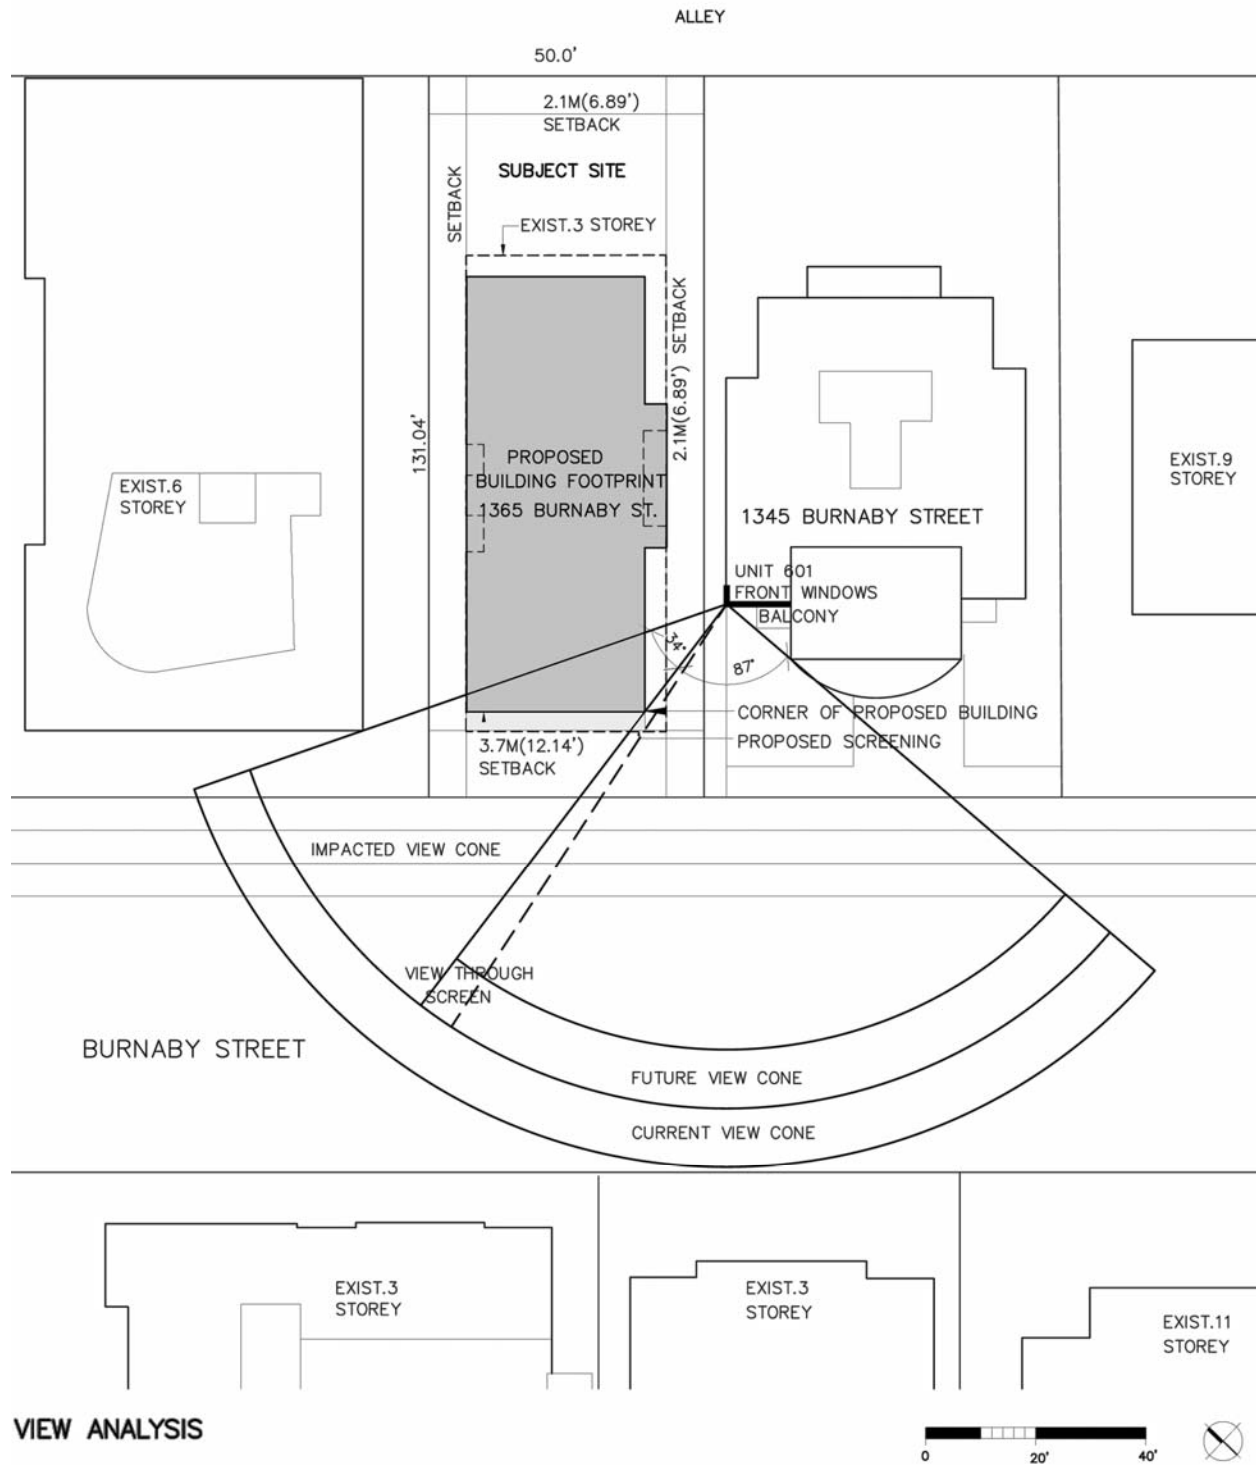 ALLEY
50.0'
2.1M(6.89')
SETBACK
SUBJECT SITE
SETBACK
EXIST.3 STOREY
2.1M(6.89') SETBACK
131.04'
PROPOSED
BUILDING FOOTPRINT
1365 BURNABY ST.
EXIST.6
STOREY
EXIST.9
STOREY
1345 BURNABY STREET
UNIT 601
FRONT WINDOWS
BALCONY
34°
87°
CORNER OF PROPOSED BUILDING
PROPOSED SCREENING
3.7M(12.14')
SETBACK
IMPACTED VIEW CONE
VIEW THROUGH
SCREEN
BURNABY STREET
FUTURE VIEW CONE
CURRENT VIEW CONE
EXIST.3
STOREY
EXIST.3
STOREY
EXIST.11
STOREY
VIEW ANALYSIS
0 20' 40'